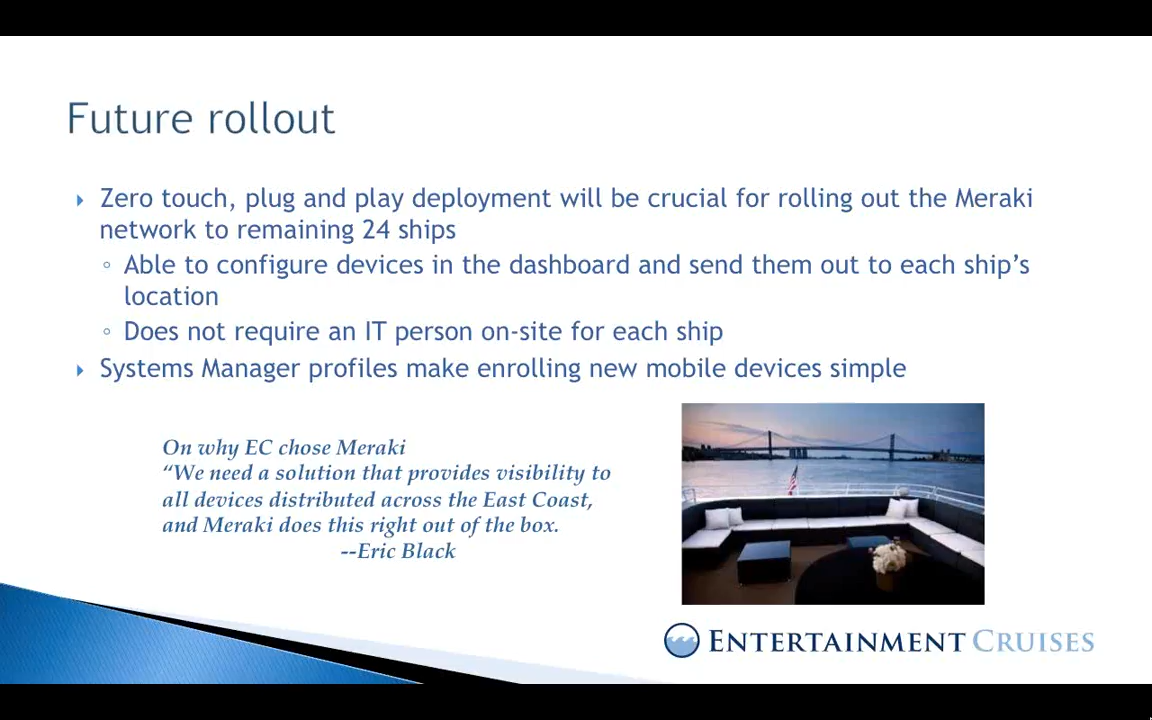 Future rollout
Zero touch, plug and play deployment will be crucial for rolling out the Meraki
network to remaining 24 ships
Able to configure devices in the dashboard and send them out to each ship’s
location
Does not require an IT person on-site for each ship
Systems Manager profiles make enrolling new mobile devices simple
On why EC chose Meraki
“We need a solution that provides visibility to
all devices distributed across the East Coast,
and Meraki does this right out of the box.
--Eric Black
ENTERTAINMENT CRUISES